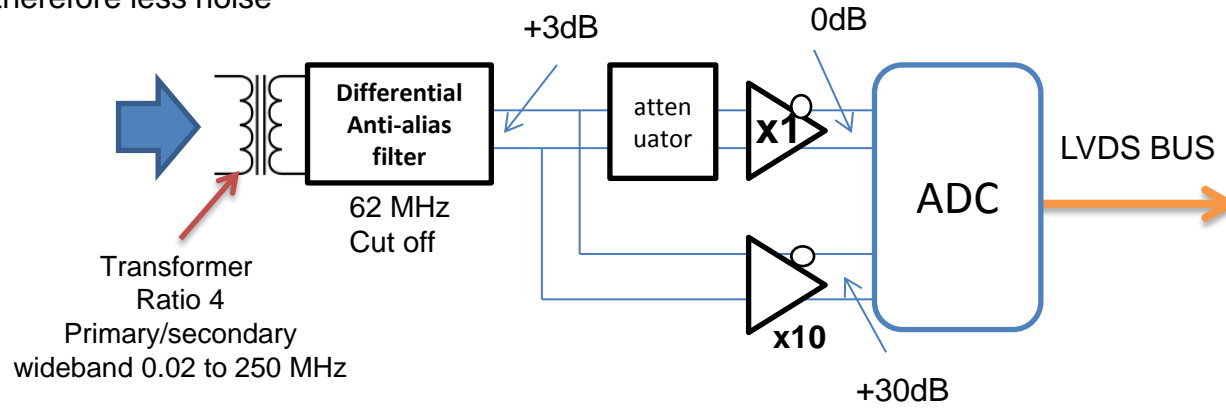 therefore less noise
+3dB
0dB
Differential
Anti-alias
filter
atten
uator
x1
ADC
LVDS BUS
62 MHz
Cut off
Transformer
Ratio 4
Primary/secondary
wideband 0.02 to 250 MHz
x10
+30dB